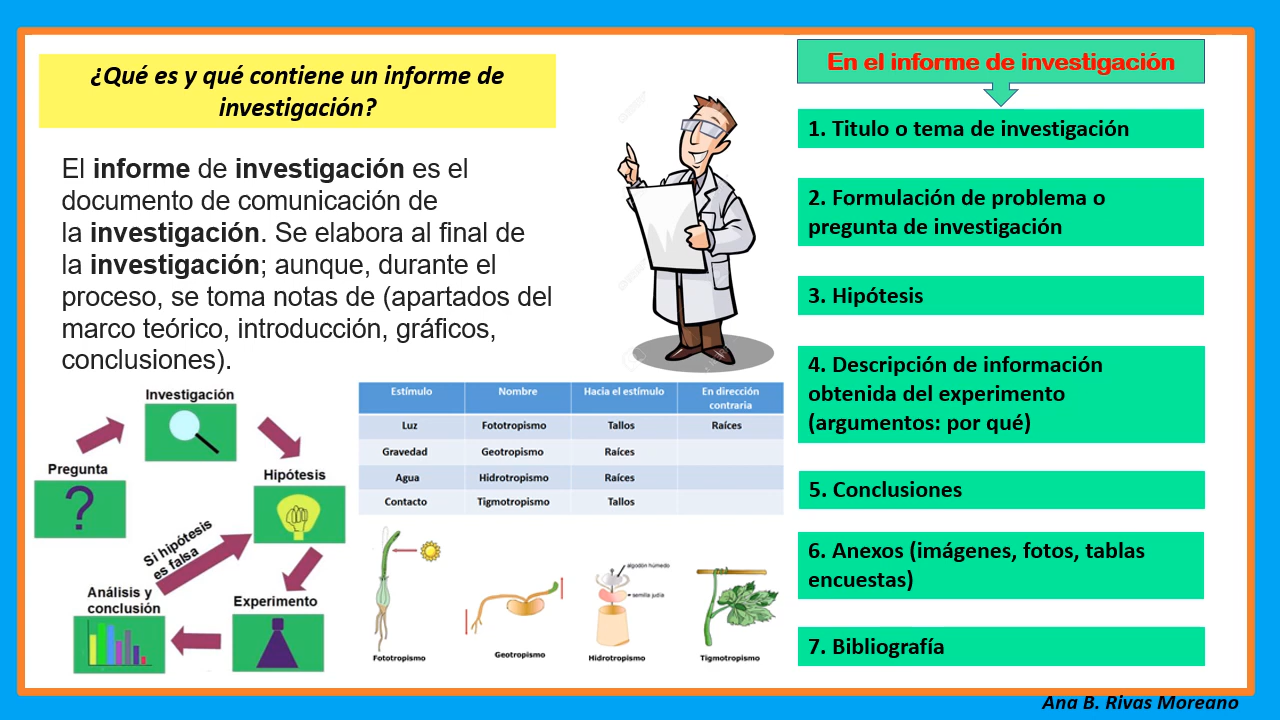 ¿Qué es y qué contiene un informe de
investigación?
El informe de investigación es el
documento de comunicación de
la investigación. Se elabora al final de
la investigación; aunque, durante el
proceso, se toma notas de (apartados del
marco teórico, introducción, gráficos,
conclusiones).
Investigación
Pregunta
?
Hipótesis
Si hipótesis
es falsa
Análisis y
conclusión
Experimento
Estímulo Nombre Hacia el estímulo En dirección
contraria
Luz Fototropismo Tallos Raíces
Gravedad Geotropismo Raíces
Agua Hidrotropismo Raíces
Contacto Tigmotropismo Tallos
algodón húmedo
semilla judía
Fototropismo
Geotropismo
Hidrotropismo
Tigmotropismo
En el informe de investigación
1. Titulo o tema de investigación
2. Formulación de problema o
pregunta de investigación
3. Hipótesis
4. Descripción de información
obtenida del experimento
(argumentos: por qué)
5. Conclusiones
6. Anexos (imágenes, fotos, tablas
encuestas)
7. Bibliografía
Ana B. Rivas Moreano